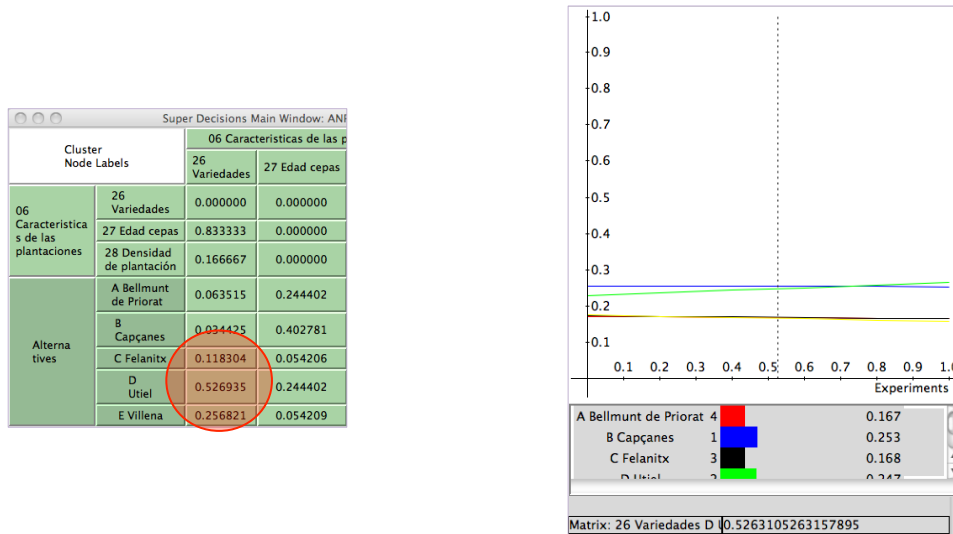 Super Decisions Main Window: ANP
Cluster
Node Labels
06 Caracteristicas de las p
26
Variedades
27 Edad cepas
06
Caracteristica
s de las
plantaciones
26
Variedades
0.000000
0.000000
27 Edad cepas
0.833333
0.000000
28 Densidad
de plantación
0.166667
0.000000
Alterna
tives
A Bellmunt
de Priorat
0.063515
0.244402
B
Capçanes
0.034425
0.402781
C Felanitx
0.118304
0.054206
D
Utiel
0.526935
0.244402
E Villena
0.256821
0.054209
1.0
0.9
0.8
0.7
0.6
0.5
0.4
0.3
0.2
0.1
0.1 0.2 0.3 0.4 0.5 0.6 0.7 0.8 0.9 1.0
Experiments
A Bellmunt de Priorat 4 0.167
B Capçanes 1 0.253
C Felanitx 3 0.168
D Utiel 2 0.247
Matrix: 26 Variedades D 0.5263105263157895